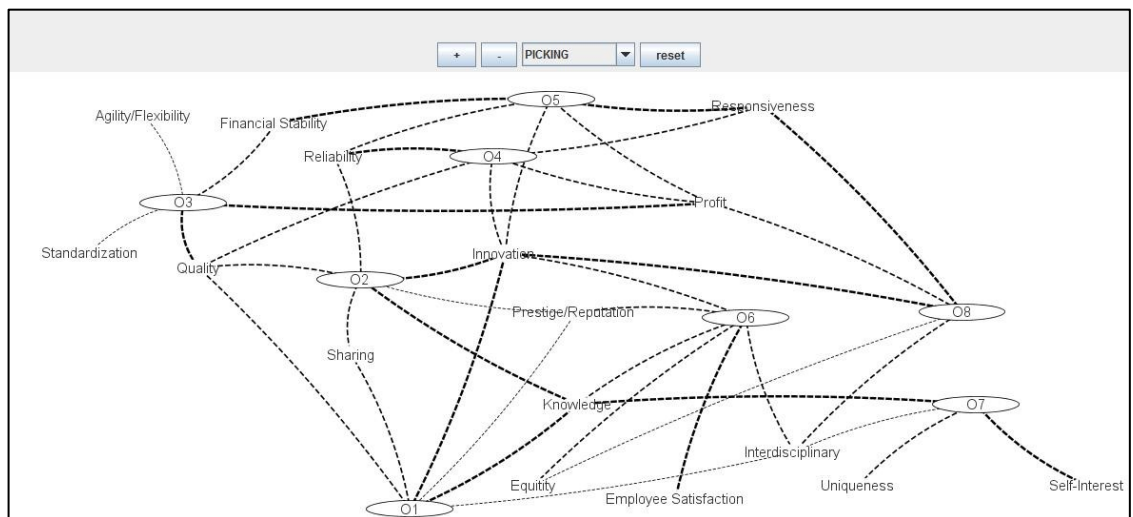 + - PICKING reset
O5
Responsiveness
Agility/Flexibility
Financial Stability
Reliability
O4
O3
Profit
Standardization
Quality
Innovation
O2
Prestige/Reputation
O6
O8
Sharing
Knowledge
O7
Interdisciplinary
Equitity
Employee Satisfaction
Uniqueness
Self-Interest
O1